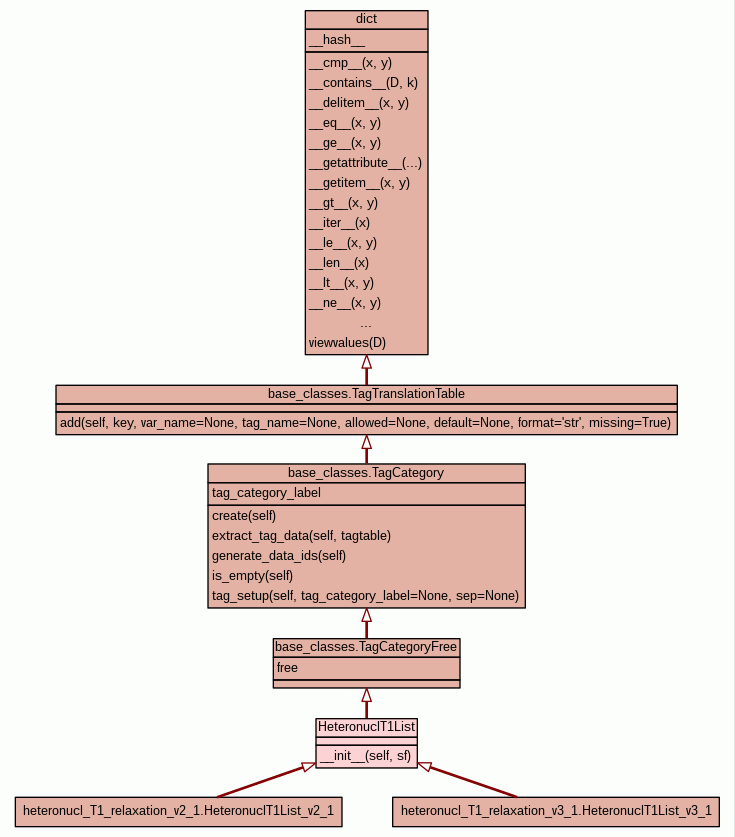 dict
__hash__
__cmp__(x, y)
__contains__(D, k)
__delitem__(x, y)
__eq__(x, y)
__ge__(x, y)
__getattribute__(...)
__getitem__(x, y)
__gt__(x, y)
__iter__(x)
__le__(x, y)
__len__(x)
__lt__(x, y)
__ne__(x, y)
...
viewvalues(D)
base_classes.TagTranslationTable
add(self, key, var_name=None, tag_name=None, allowed=None, default=None, format='str', missing=True)
base_classes.TagCategory
tag_category_label
create(self)
extract_tag_data(self, tagtable)
generate_data_ids(self)
is_empty(self)
tag_setup(self, tag_category_label=None, sep=None)
base_classes.TagCategoryFree
free
HeteronuclT1List
__init__(self, sf)
heteronucl_T1_relaxation_v2_1.HeteronuclT1List_v2_1
heteronucl_T1_relaxation_v3_1.HeteronuclT1List_v3_1